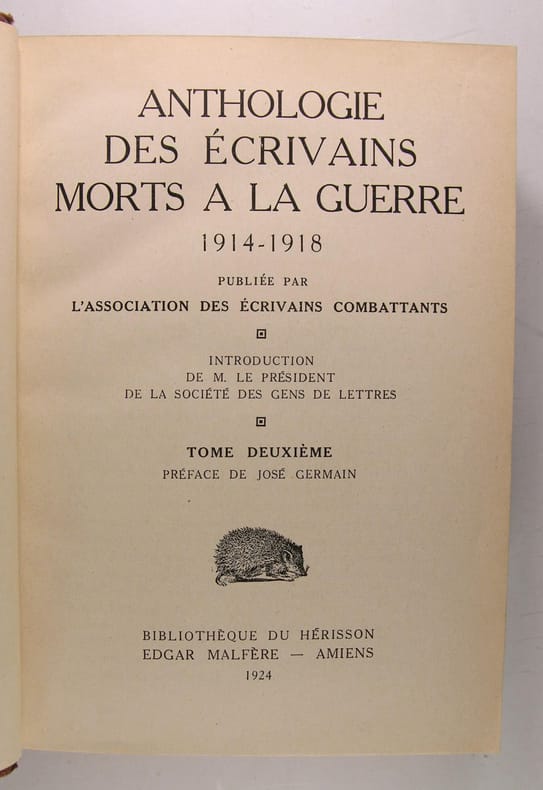 ANTHOLOGIE
DES ÉCRIVAINS
MORTS A LA GUERRE
1914-1918
PUBLIÉE PAR
L'ASSOCIATION DES ÉCRIVAINS COMBATTANTS
INTRODUCTION
DE M. LE PRÉSIDENT
DE LA SOCIÉTÉ DES GENS DE LETTRES
TOME DEUXIÈME
PRÉFACE DE JOSÉ GERMAIN
BIBLIOTHÈQUE DU HÉRISSON
EDGAR MALFÈRE — AMIENS
1924